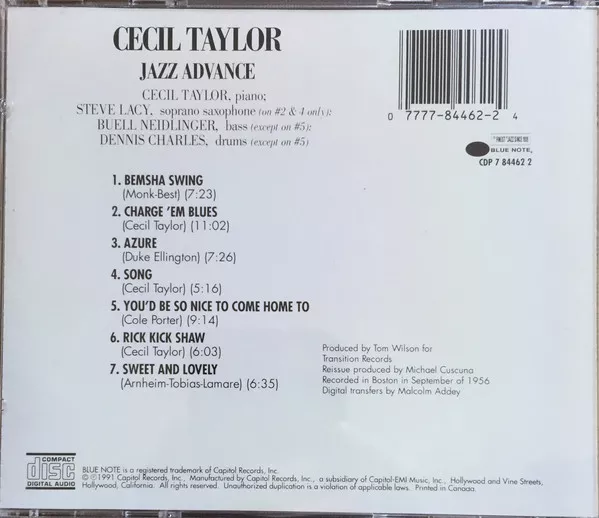 CECIL TAYLOR
JAZZ ADVANCE
CECIL TAYLOR, piano;
STEVE LACY, soprano saxophone (on #2 & 4 only);
BUELL NEIDLINGER, bass (except on #5);
DENNIS CHARLES, drums (except on #5)
0 7777-84462-2 4
THE FINEST IN JAZZ SINCE 1939
BLUE NOTE®
CDP 7 84462 2
1. BEMSHA SWING
(Monk-Best) (7:23)
2. CHARGE 'EM BLUES
(Cecil Taylor) (11:02)
3. AZURE
(Duke Ellington) (7:26)
4. SONG
(Cecil Taylor) (5:16)
5. YOU'D BE SO NICE TO COME HOME TO
(Cole Porter) (9:14)
6. RICK KICK SHAW
(Cecil Taylor) (6:03)
7. SWEET AND LOVELY
(Arnheim-Tobias-Lamare) (6:35)
Produced by Tom Wilson for
Transition Records
Reissue produced by Michael Cuscuna
Recorded in Boston in September of 1956
Digital transfers by Malcolm Addey
COMPACT
disc
DIGITAL AUDIO
BLUE NOTE is a registered trademark of Capitol Records, Inc.
© ℗1991 Capitol Records, Inc., Manufactured by Capitol Records, Inc., a subsidiary of Capitol-EMI Music, Inc., Hollywood and Vine Streets,
Hollywood, California. All rights reserved. Unauthorized duplication is a violation of applicable laws. Printed in Canada.